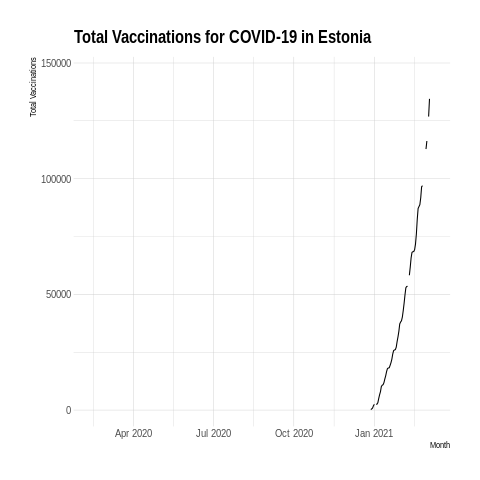 Total Vaccinations for COVID-19 in Estonia
Total Vaccinations
150000
100000
50000
0
Apr 2020
Jul 2020
Oct 2020
Jan 2021
Month